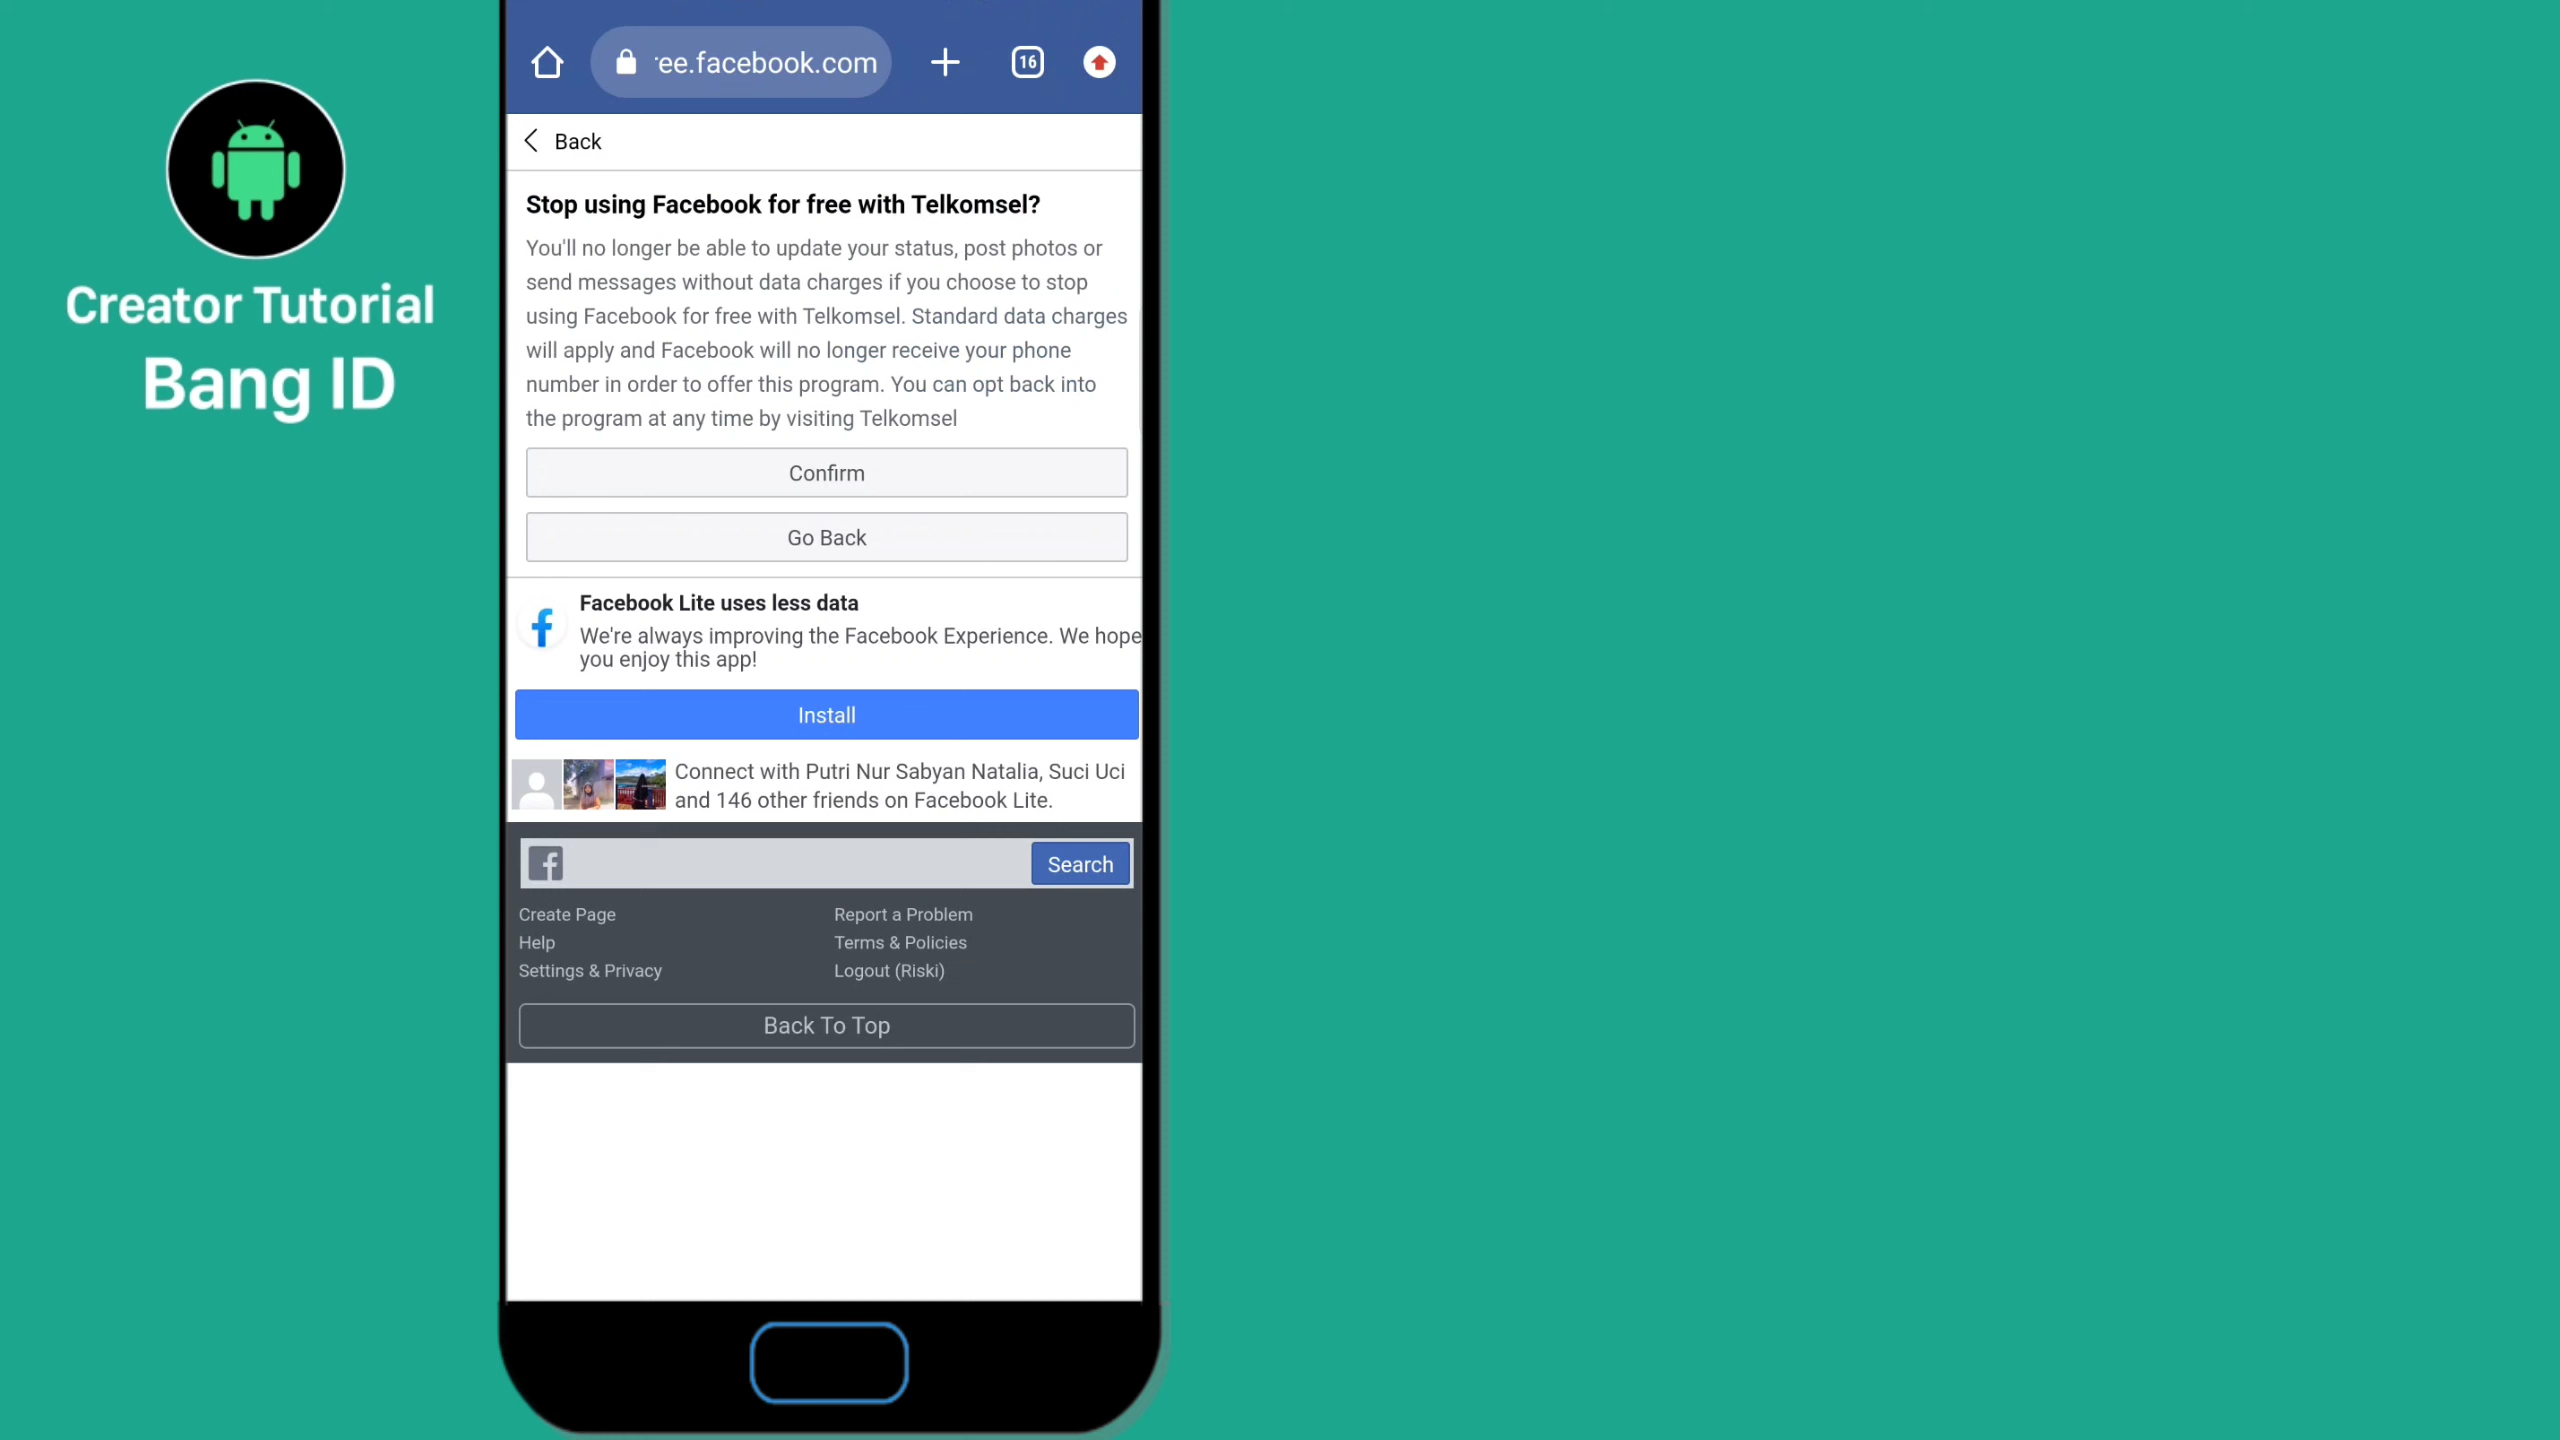 Creator Tutorial
Bang ID
ee.facebook.com
16
Back
Stop using Facebook for free with Telkomsel?
You'll no longer be able to update your status, post photos or
send messages without data charges if you choose to stop
using Facebook for free with Telkomsel. Standard data charges
will apply and Facebook will no longer receive your phone
number in order to offer this program. You can opt back into
the program at any time by visiting Telkomsel
Confirm
Go Back
Facebook Lite uses less data
We're always improving the Facebook Experience. We hope
you enjoy this app!
Install
Connect with Putri Nur Sabyan Natalia, Suci Uci
and 146 other friends on Facebook Lite.
Search
Create Page
Report a Problem
Help
Terms & Policies
Settings & Privacy
Logout (Riski)
Back To Top